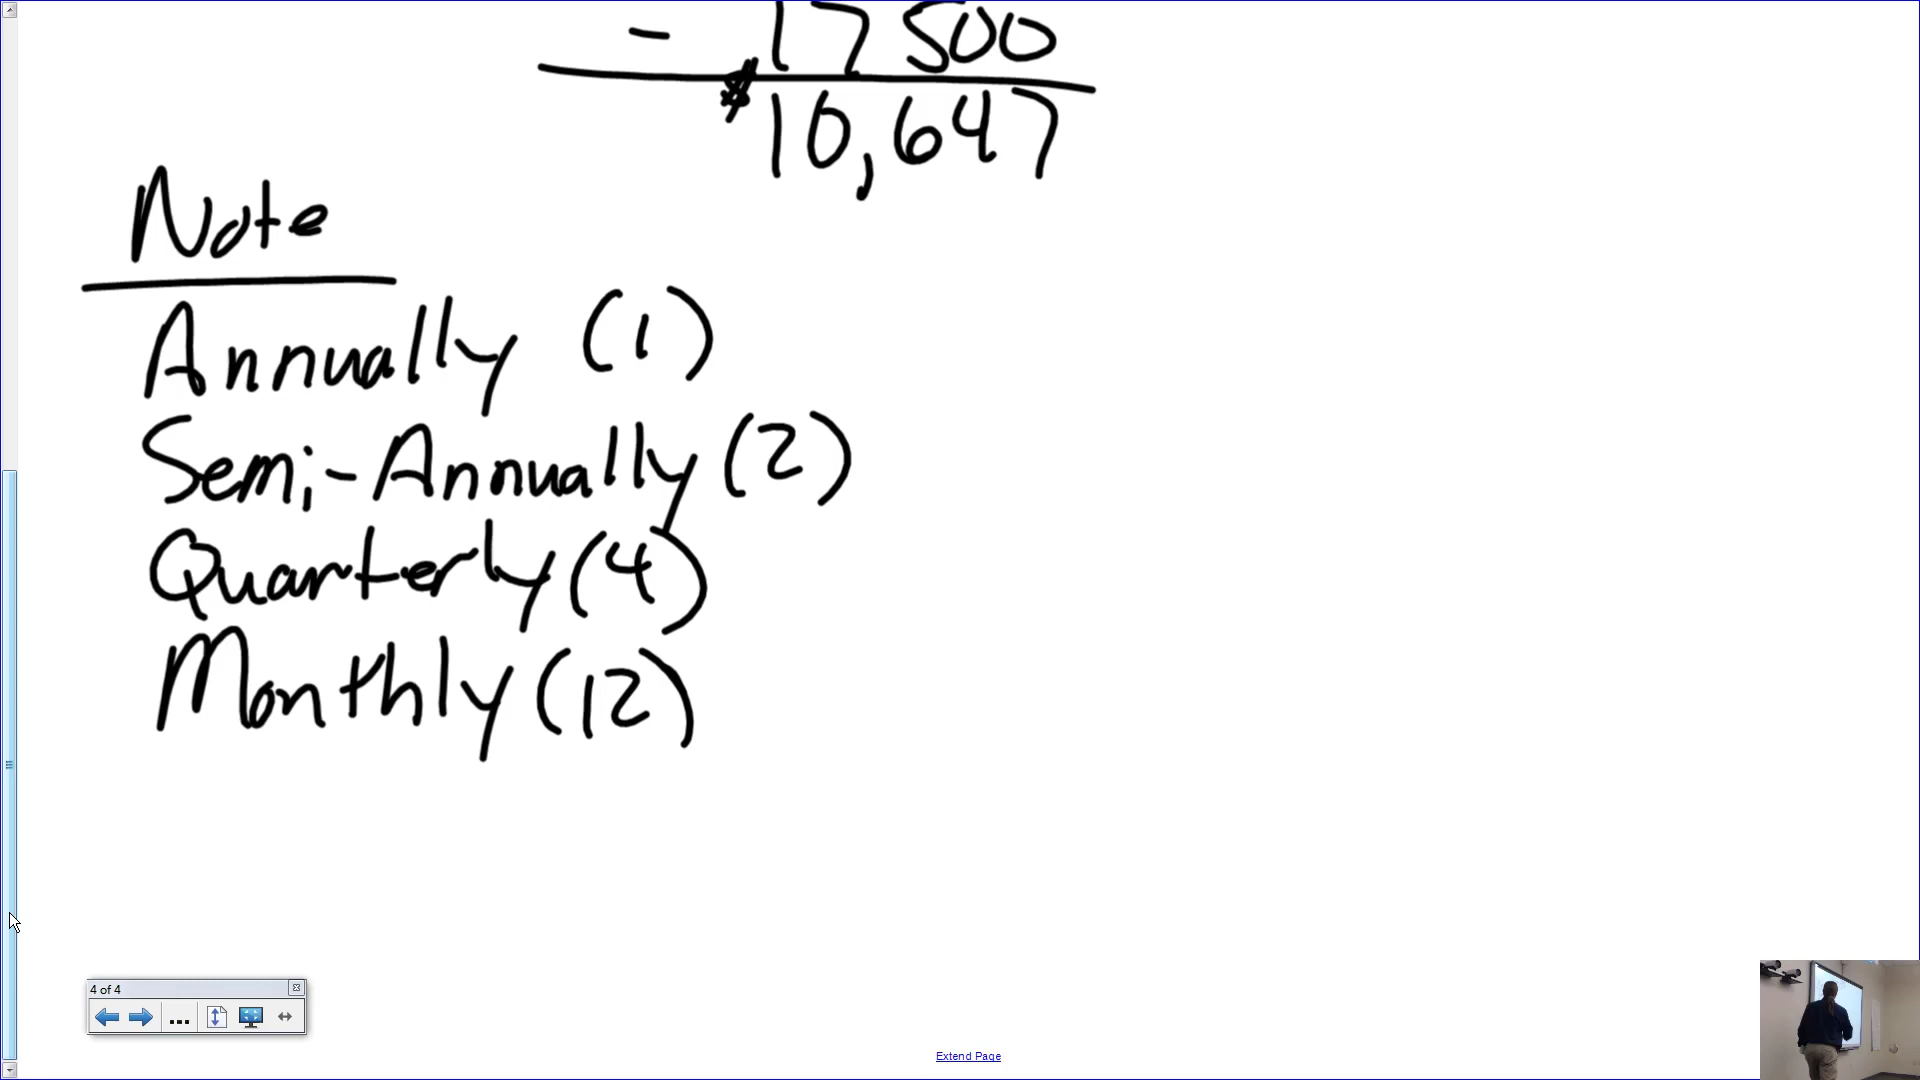 - 17 500
$10,647
Note
Annually (1)
Semi-Annually (2)
Quarterly (4)
Monthly (12)
4 of 4
...
Extend Page